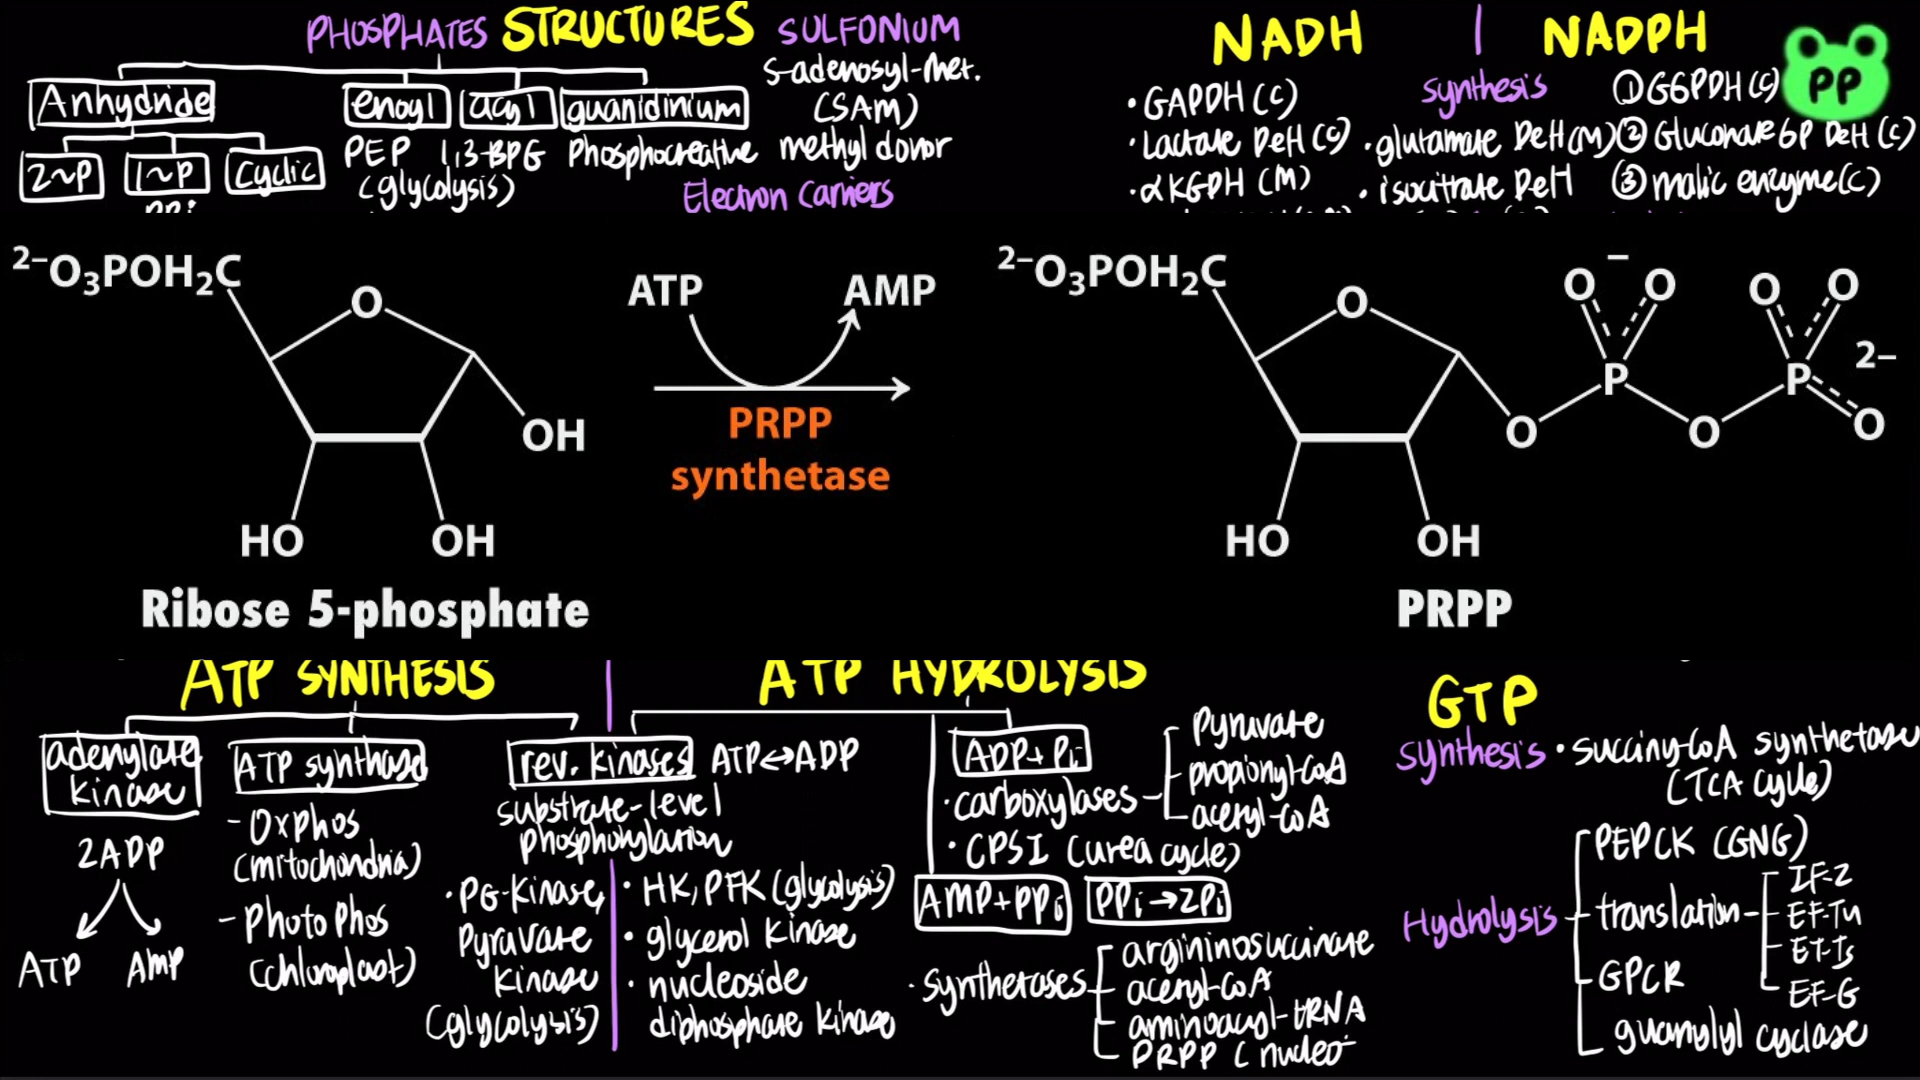 PHOSPHATES STRUCTURES SULFONIUM
Anhydride enoyl acyl guanidinium
2~P 1~P Cyclic
PPi
PEP
(glycolysis)
1,3-BPG
Phosphocreatine
S-adenosyl-Met.
(SAM)
methyl donor
Electron Carriers
NADH | NADPH
synthesis
• GAPDH (C)
• Lactate DeH (C)
• αKGDH (M)
• glutamate DeH (M)
• isocitrate DeH
① G6PDH (C)
② Gluconate 6P DeH (C)
③ malic enzyme (C)
PP
2–O3POH2C
O
OH
HO OH
Ribose 5-phosphate
ATP AMP
PRPP
synthetase
2–O3POH2C
O
O – O
O O
P P 2–
O O O
HO OH
PRPP
ATP SYNTHESIS
adenylate
kinase
2ADP
ATP AMP
ATP synthase
- Oxphos
(mitochondria)
- Photo Phos
(chloroplast)
rev. kinases ATP↔ADP
substrate-level
phosphorylation
• PG-kinase,
Pyruvate
kinase
(glycolysis)
ATP HYDROLYSIS
• HK, PFK (glycolysis)
• glycerol kinase
• nucleoside
diphosphate kinase
ADP+Pi
• carboxylases
Pyruvate
propionyl-CoA
acetyl-CoA
• CPSI (urea cycle)
AMP+PPi PPi→2Pi
• synthetases
argininosuccinate
acetyl-CoA
aminoacyl-tRNA
PRPP (nucleo
GTP
synthesis • succiny-CoA synthetase
(TCA cycle)
Hydrolysis
PEPCK (GNG)
translation
IF-2
EF-Tu
ET-Ts
EF-G
GPCR
guanylyl cyclase